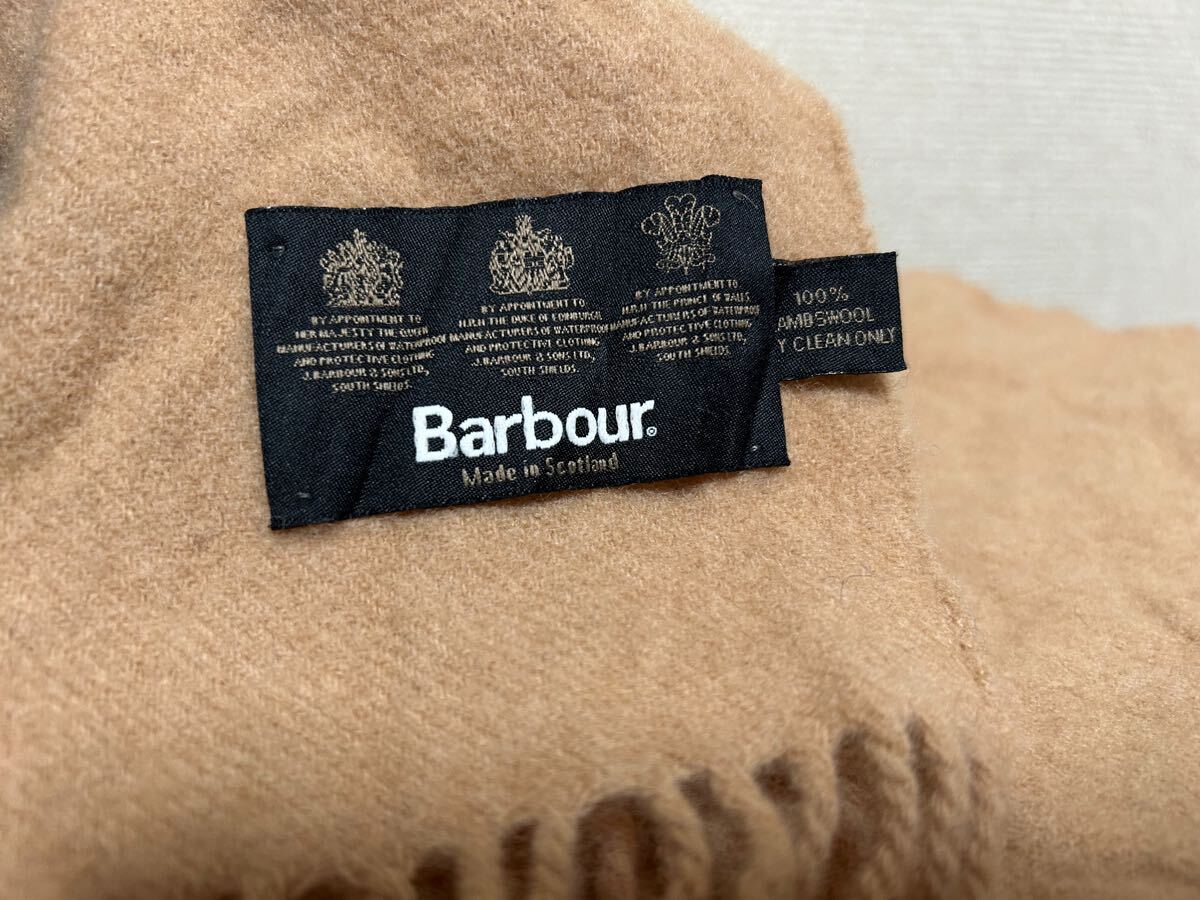 BY APPOINTMENT TO
HER MAJESTY THE QUEEN
MANUFACTURERS OF WATERPROOF
AND PROTECTIVE CLOTHING
J. BARBOUR & SONS LTD,
SOUTH SHIELDS.
BY APPOINTMENT TO
H.R.H THE DUKE OF EDINBURGH
MANUFACTURERS OF WATERPROOF
AND PROTECTIVE CLOTHING
J. BARBOUR & SONS LTD,
SOUTH SHIELDS.
BY APPOINTMENT TO
H.R.H THE PRINCE OF WALES
MANUFACTURERS OF WATERPROOF
AND PROTECTIVE CLOTHING
J. BARBOUR & SONS LTD,
SOUTH SHIELDS.
Barbour®
Made in Scotland
100%
AMBSWOOL
Y CLEAN ONLY